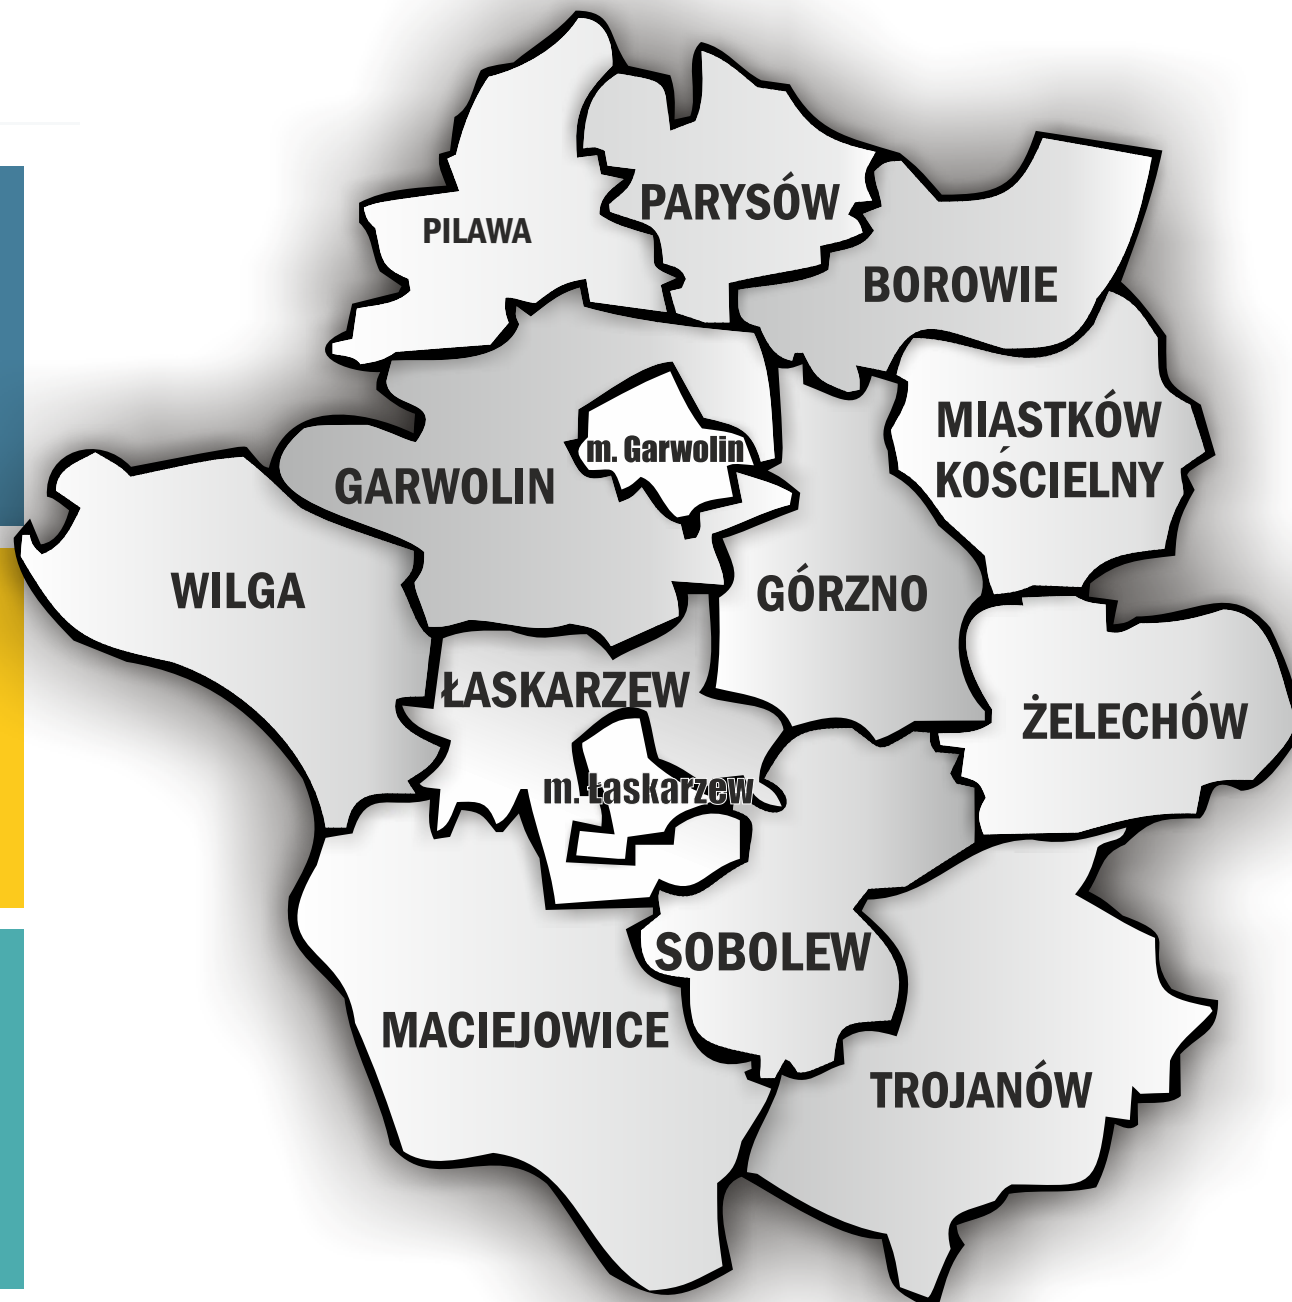 PARYSÓW
PILAWA
BOROWIE
MIASTKÓW
KOŚCIELNY
m. Garwolin
GARWOLIN
WILGA
GÓRZNO
ŁASKARZEW
ŻELECHÓW
m. Łaskarzew
SOBOLEW
MACIEJOWICE
TROJANÓW